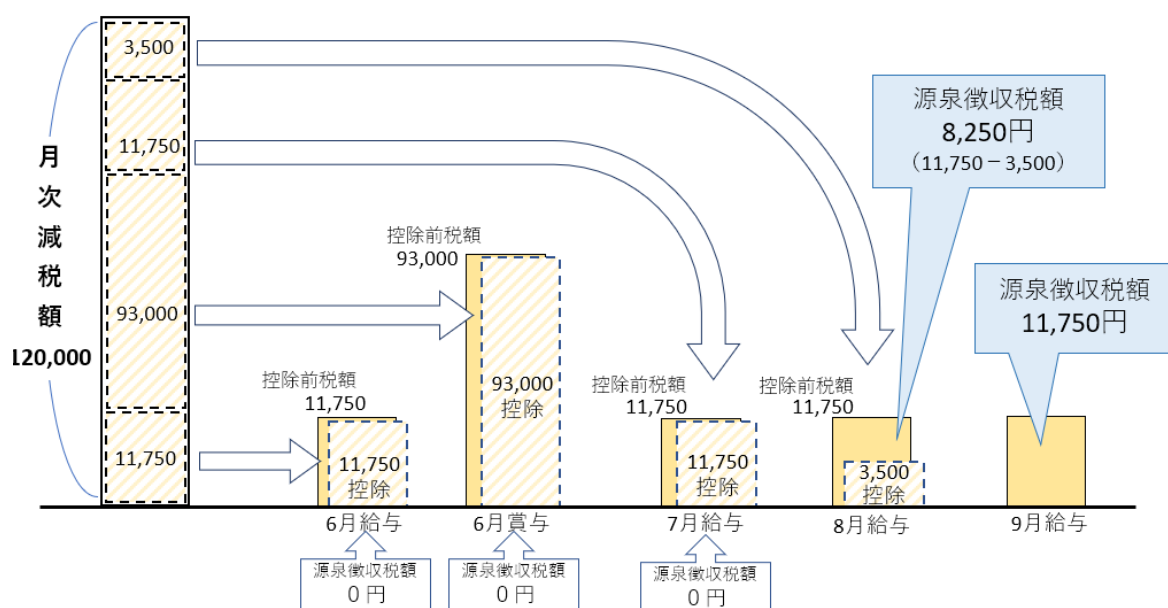 月次減税額
120,000
3,500
11,750
93,000
11,750
控除前税額
11,750
11,750
控除
6月給与
源泉徴収税額
0 円
控除前税額
93,000
93,000
控除
6月賞与
源泉徴収税額
0 円
控除前税額
11,750
11,750
控除
7月給与
源泉徴収税額
0 円
控除前税額
11,750
3,500
控除
8月給与
源泉徴収税額
8,250円
（11,750－3,500）
源泉徴収税額
11,750円
9月給与